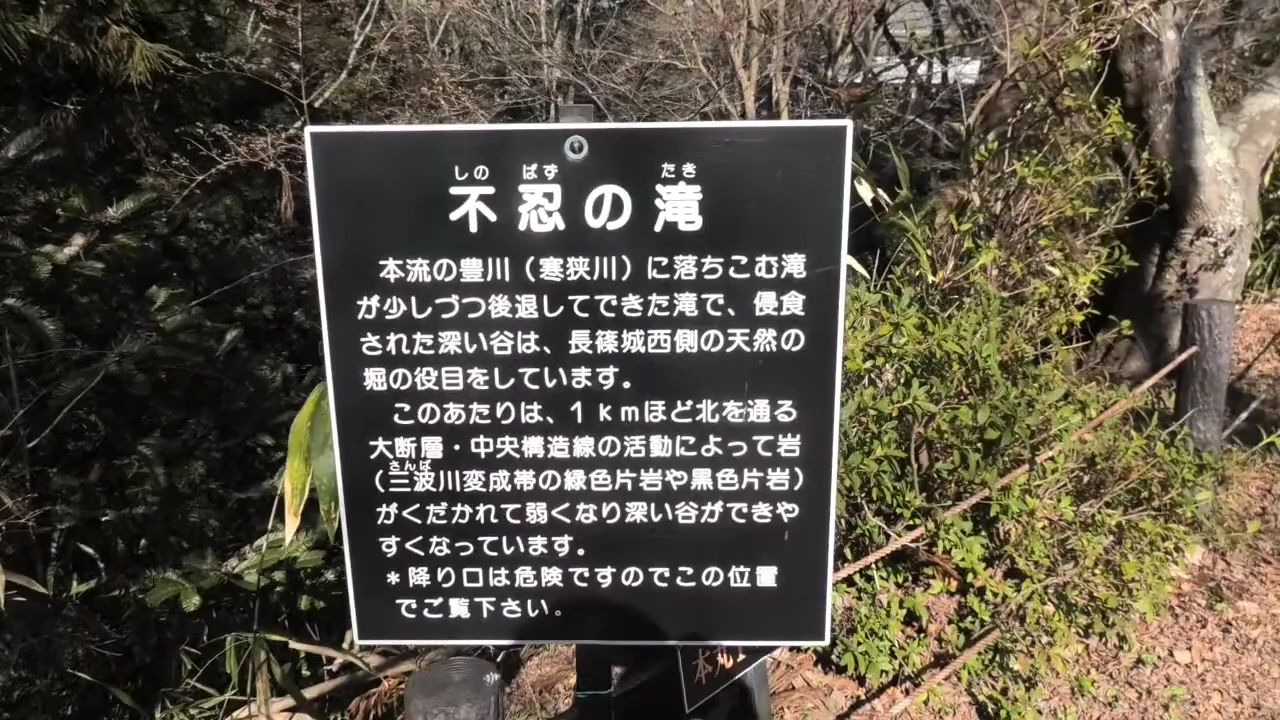 しの ばず たき
不忍の滝
本流の豊川（寒狭川）に落ちこむ滝
が少しづつ後退してできた滝で、侵食
された深い谷は、長篠城西側の天然の
堀の役目をしています。
このあたりは、1kmほど北を通る
大断層・中央構造線の活動によって岩
さんば
（三波川変成帯の緑色片岩や黒色片岩）
がくだかれて弱くなり深い谷ができや
すくなっています。
＊降り口は危険ですのでこの位置
でご覧下さい。
本丸